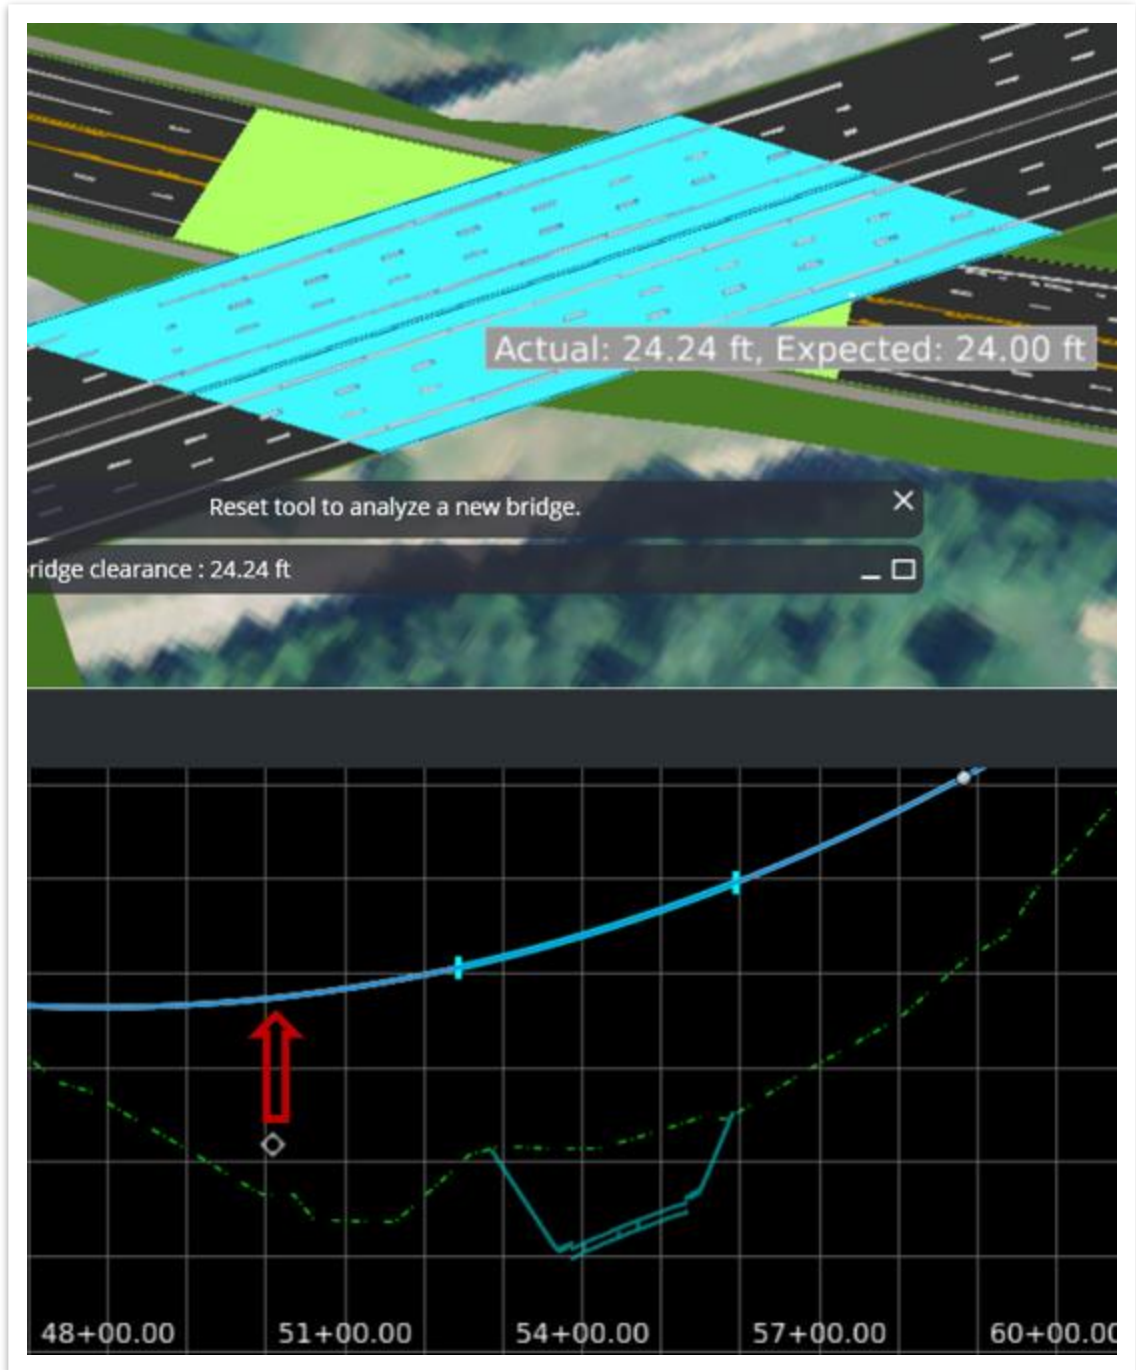 Actual: 24.24 ft, Expected: 24.00 ft
Reset tool to analyze a new bridge.
ridge clearance : 24.24 ft
48+00.00 51+00.00 54+00.00 57+00.00 60+00.00